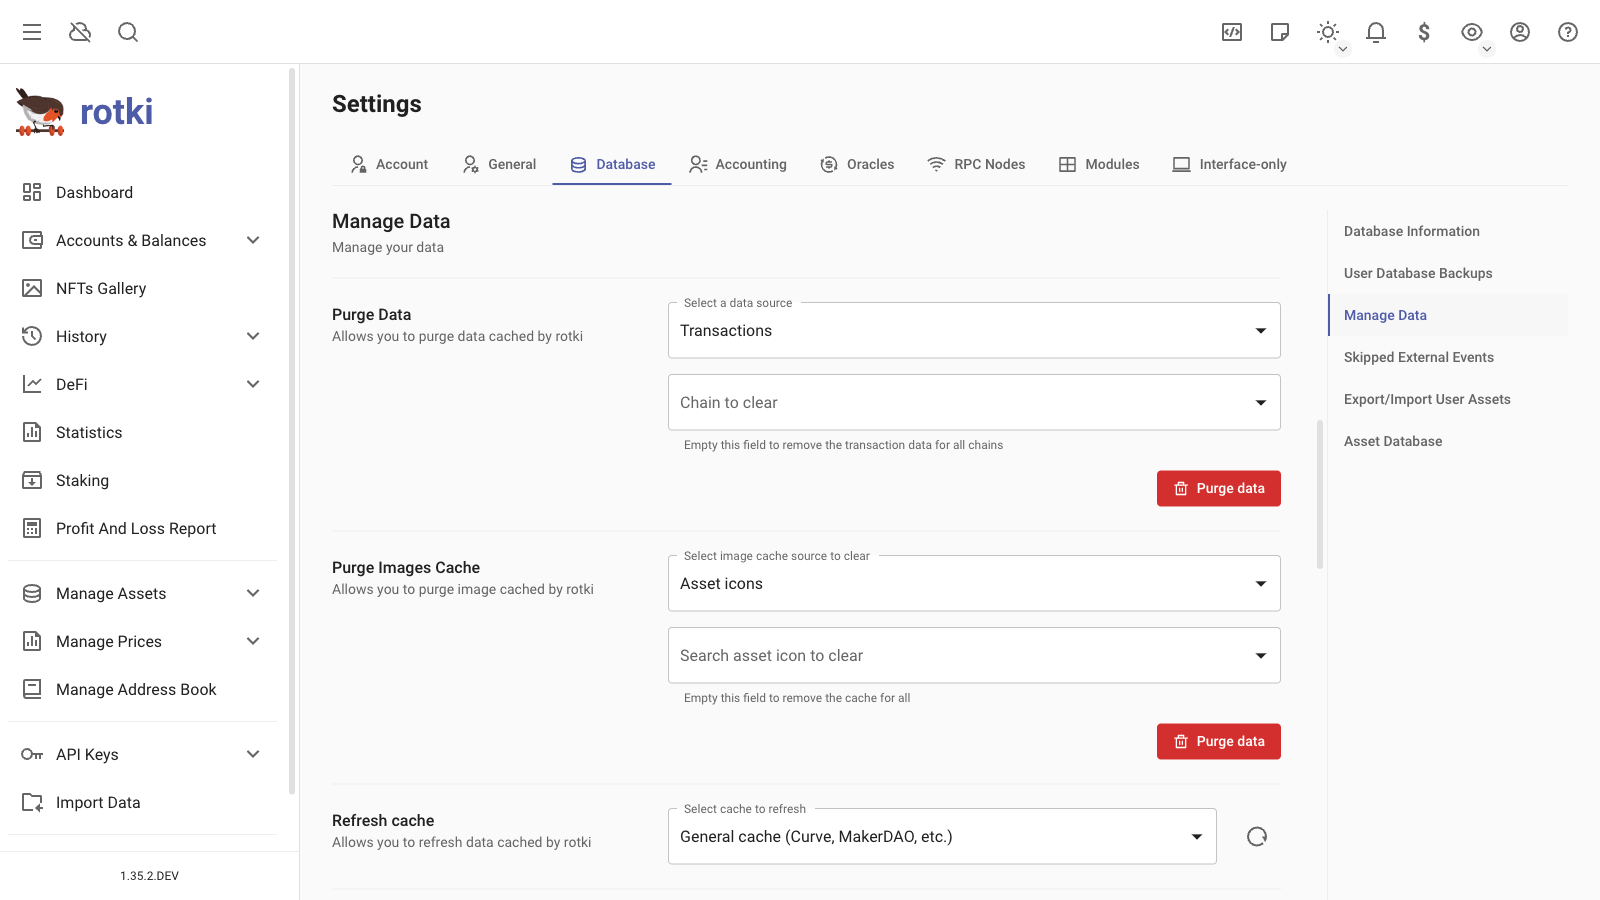 rotki
Dashboard
Accounts & Balances
NFTs Gallery
History
DeFi
Statistics
Staking
Profit And Loss Report
Manage Assets
Manage Prices
Manage Address Book
API Keys
Import Data
1.35.2.DEV
Settings
Account
General
Database
Accounting
Oracles
RPC Nodes
Modules
Interface-only
Manage Data
Manage your data
Purge Data
Allows you to purge data cached by rotki
Select a data source
Transactions
Chain to clear
Empty this field to remove the transaction data for all chains
Purge data
Purge Images Cache
Allows you to purge image cached by rotki
Select image cache source to clear
Asset icons
Search asset icon to clear
Empty this field to remove the cache for all
Purge data
Refresh cache
Allows you to refresh data cached by rotki
Select cache to refresh
General cache (Curve, MakerDAO, etc.)
Database Information
User Database Backups
Manage Data
Skipped External Events
Export/Import User Assets
Asset Database